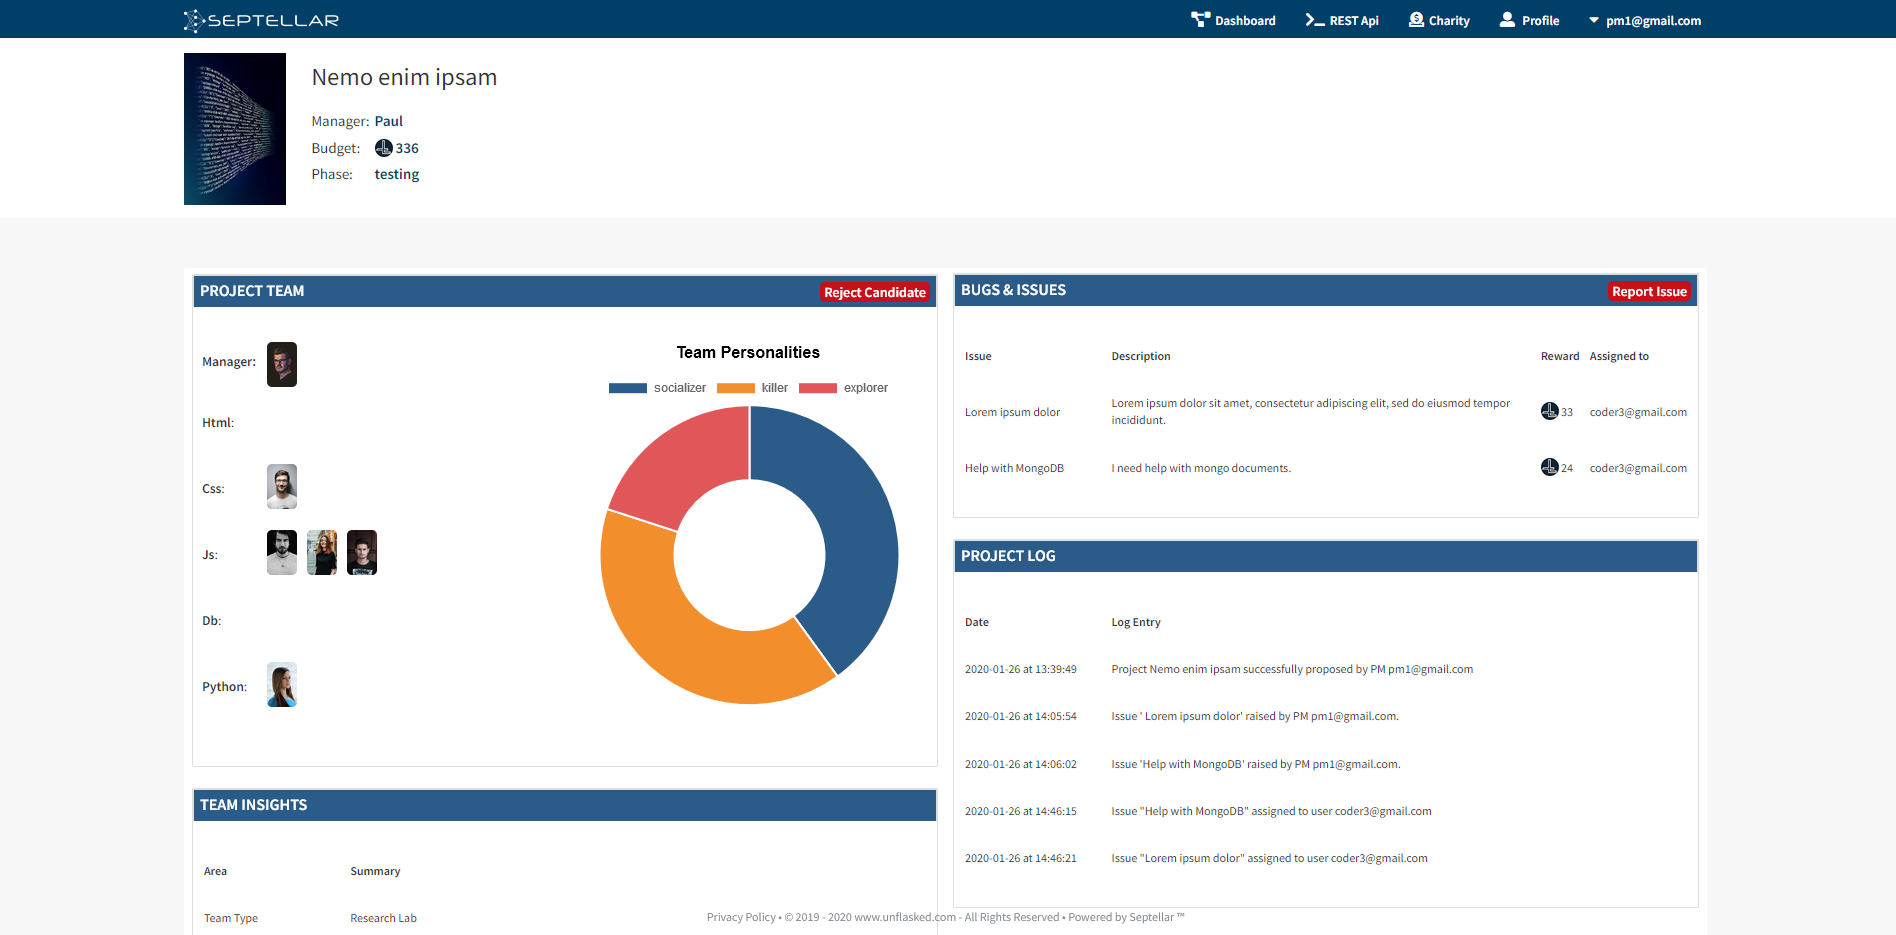 SEPTELLAR
Dashboard
REST Api
Charity
Profile
pm1@gmail.com
Nemo enim ipsam
Manager: Paul
Budget: 336
Phase: testing
PROJECT TEAM
Reject Candidate
Manager:
Html:
Css:
Js:
Db:
Python:
Team Personalities
socializer
killer
explorer
TEAM INSIGHTS
Area Summary
Team Type Research Lab
BUGS & ISSUES
Report Issue
Issue Description Reward Assigned to
Lorem ipsum dolor
Lorem ipsum dolor sit amet, consectetur adipiscing elit, sed do eiusmod tempor
incididunt.
33 coder3@gmail.com
Help with MongoDB I need help with mongo documents. 24 coder3@gmail.com
PROJECT LOG
Date Log Entry
2020-01-26 at 13:39:49 Project Nemo enim ipsam successfully proposed by PM pm1@gmail.com
2020-01-26 at 14:05:54 Issue ' Lorem ipsum dolor' raised by PM pm1@gmail.com.
2020-01-26 at 14:06:02 Issue 'Help with MongoDB' raised by PM pm1@gmail.com.
2020-01-26 at 14:46:15 Issue "Help with MongoDB" assigned to user coder3@gmail.com
2020-01-26 at 14:46:21 Issue "Lorem ipsum dolor" assigned to user coder3@gmail.com
Privacy Policy • © 2019 - 2020 www.unflasked.com - All Rights Reserved • Powered by Septellar ™